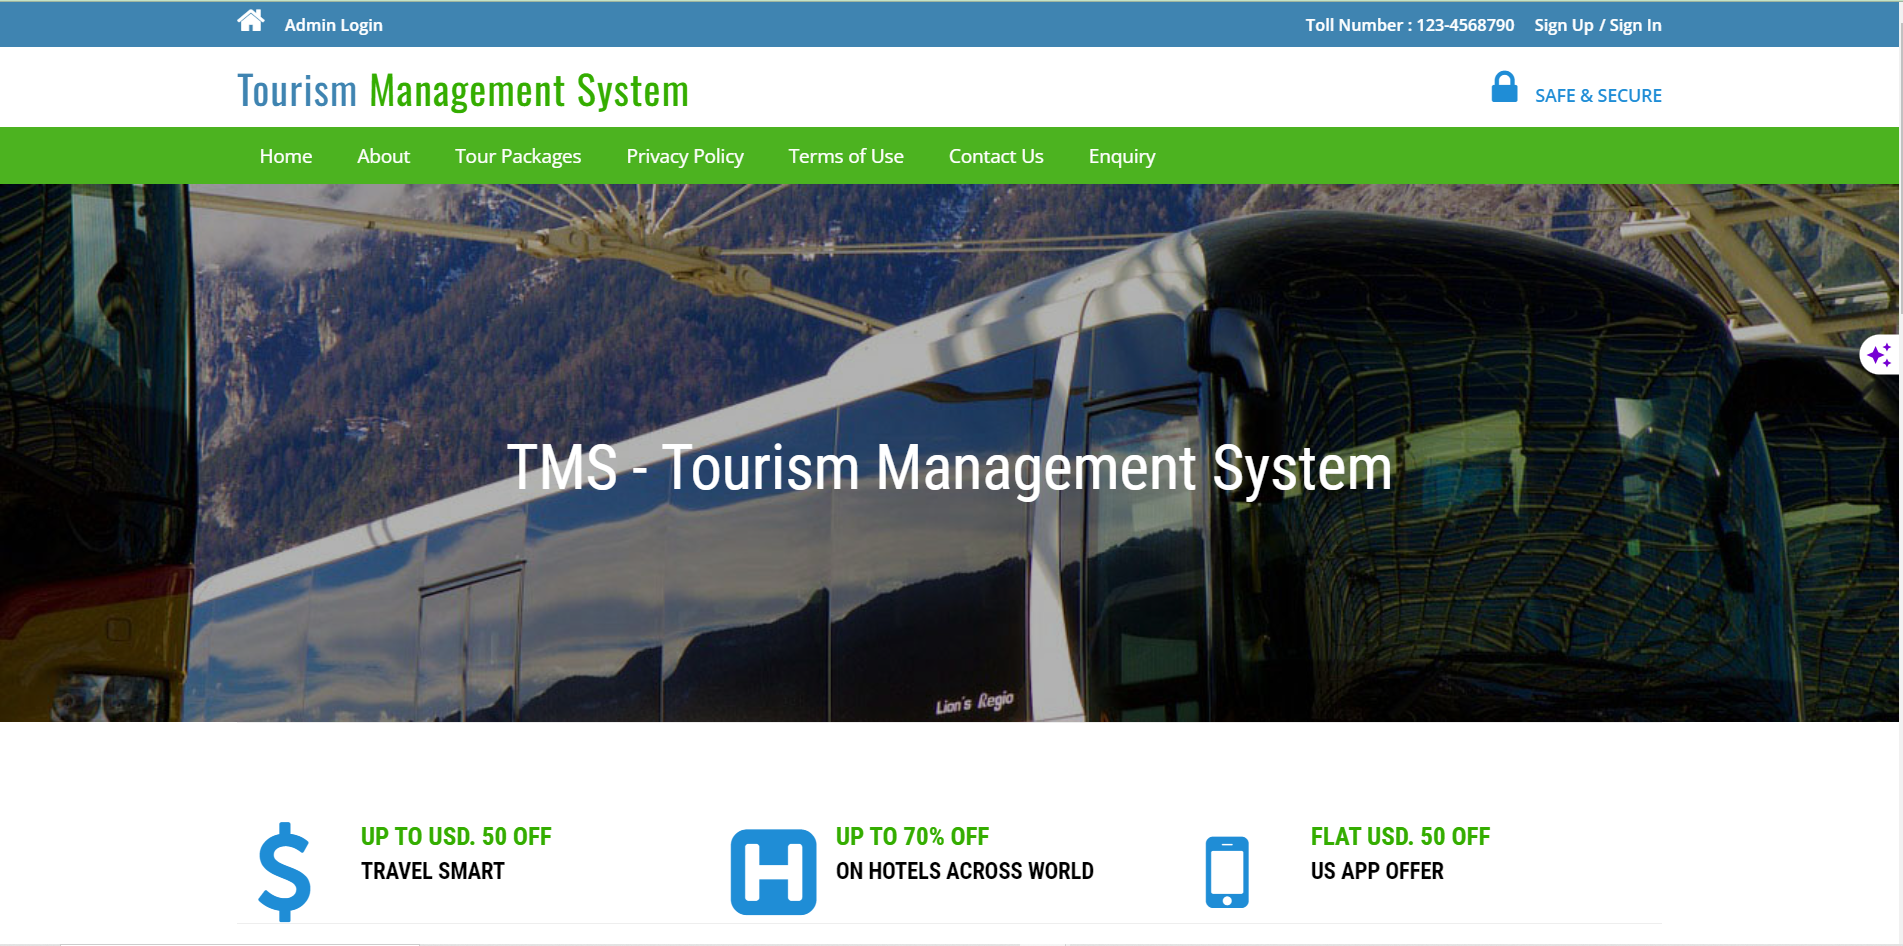 Admin Login
Toll Number : 123-4568790 Sign Up / Sign In
Tourism Management System
SAFE & SECURE
Home About Tour Packages Privacy Policy Terms of Use Contact Us Enquiry
TMS - Tourism Management System
Lion's Regio
UP TO USD. 50 OFF
TRAVEL SMART
UP TO 70% OFF
ON HOTELS ACROSS WORLD
FLAT USD. 50 OFF
US APP OFFER